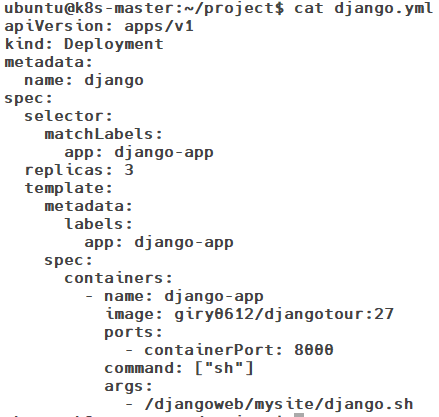 ubuntu@k8s-master:~/project$ cat django.yml
apiVersion: apps/v1
kind: Deployment
metadata:
  name: django
spec:
  selector:
    matchLabels:
      app: django-app
  replicas: 3
  template:
    metadata:
      labels:
        app: django-app
    spec:
      containers:
        - name: django-app
          image: giry0612/djangotour:27
          ports:
            - containerPort: 8000
          command: ["sh"]
          args:
            - /djangoweb/mysite/django.sh